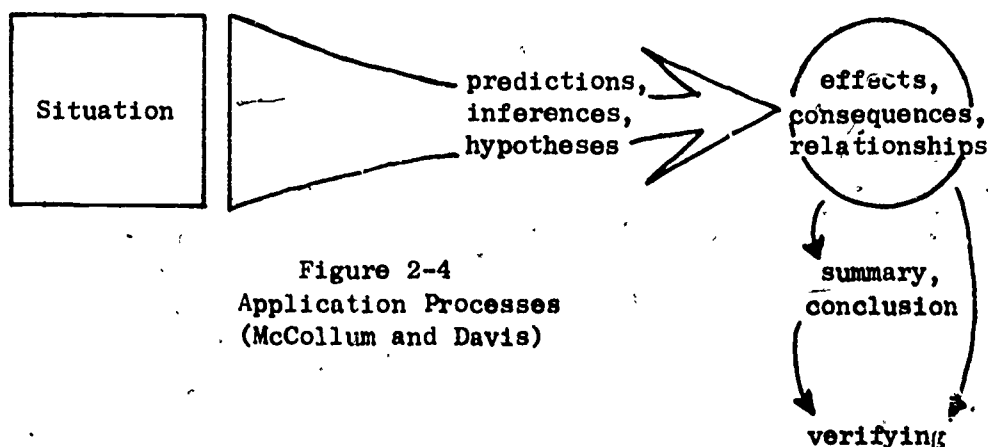 Situation
predictions,
inferences,
hypotheses
effects,
consequences,
relationships
summary,
conclusion
verifying
Figure 2-4
Application Processes
(McCollum and Davis)